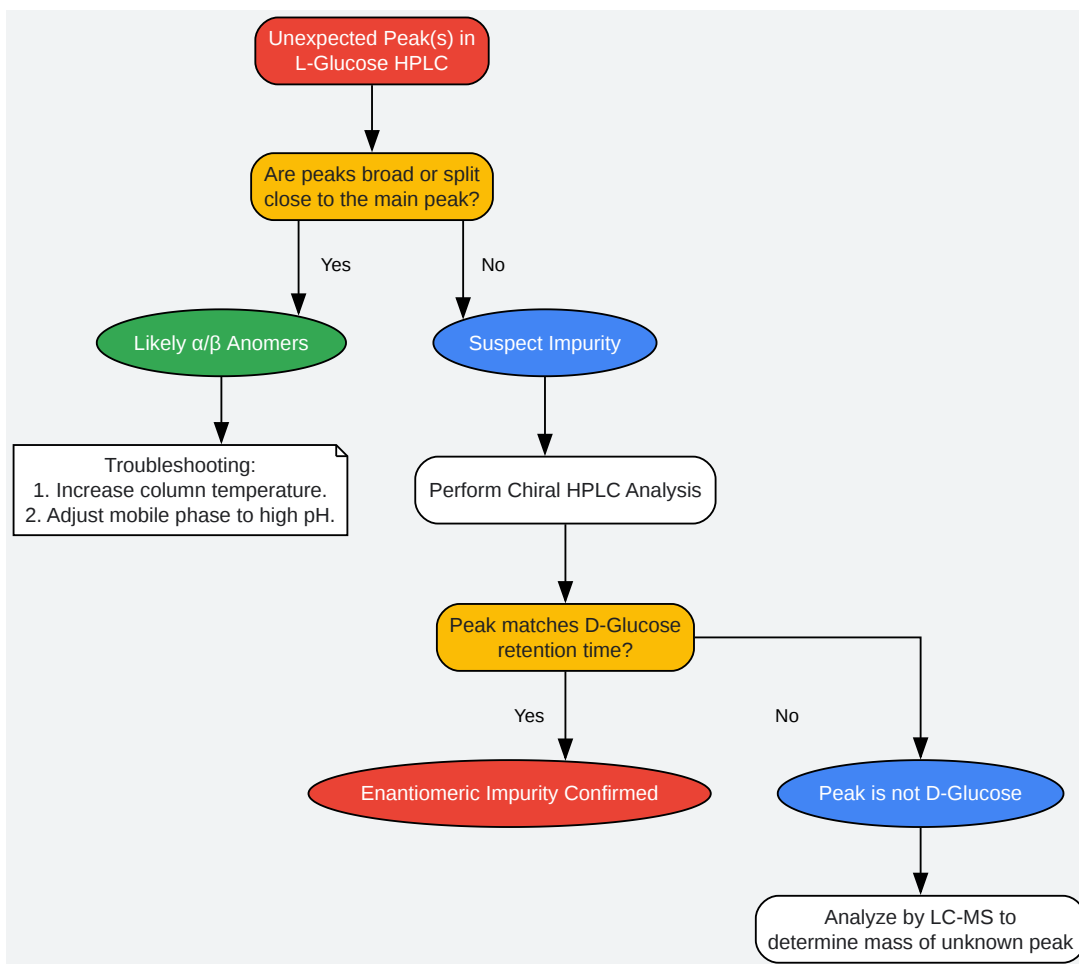 Unexpected Peak(s) in
L-Glucose HPLC
Are peaks broad or split
close to the main peak?
Yes
No
Likely α/β Anomers
Suspect Impurity
Troubleshooting:
1. Increase column temperature.
2. Adjust mobile phase to high pH.
Perform Chiral HPLC Analysis
Peak matches D-Glucose
retention time?
Yes
No
Enantiomeric Impurity Confirmed
Peak is not D-Glucose
Analyze by LC-MS to
determine mass of unknown peak